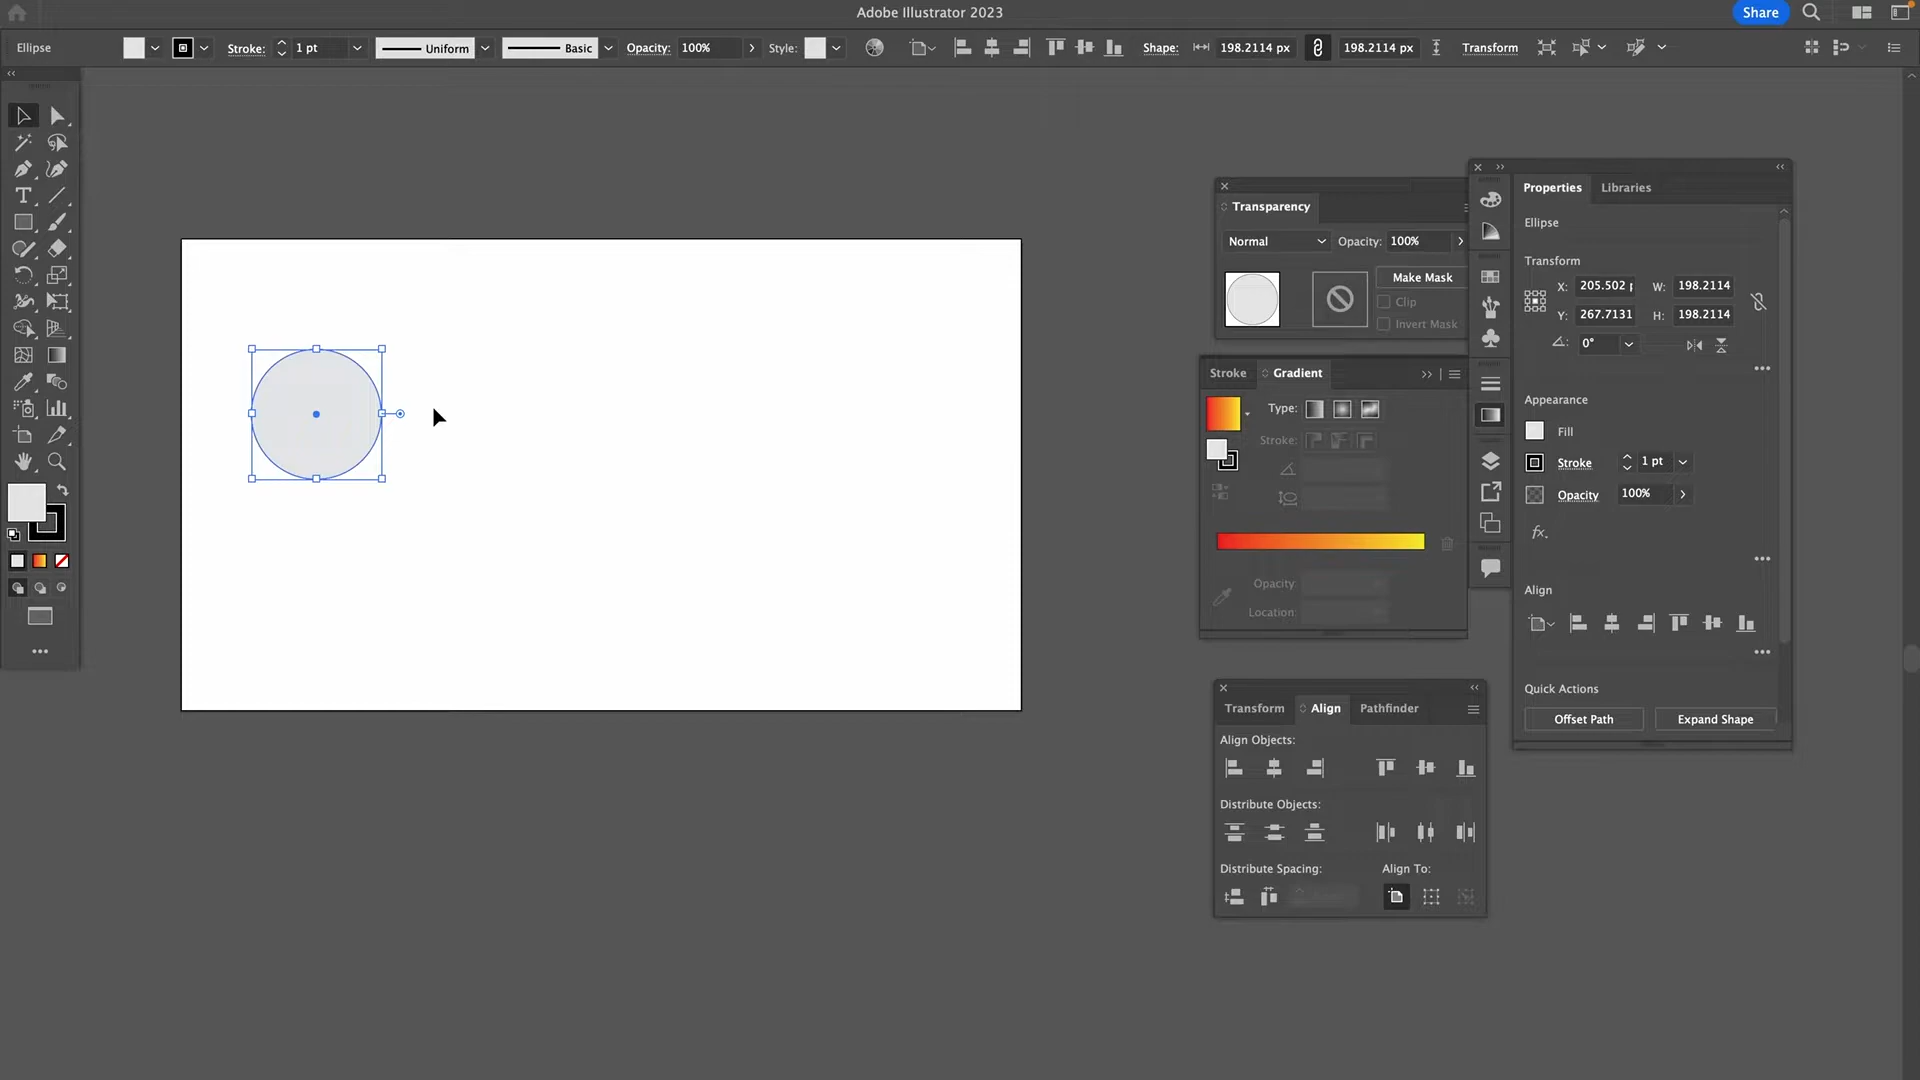 Adobe Illustrator 2023
Share
Ellipse
Stroke:
1 pt
Uniform
Basic
Opacity:
100%
Style:
Shape:
198.2114 px
198.2114 px
Transform
Transparency
Normal
Opacity:
100%
Make Mask
Clip
Invert Mask
Stroke
Gradient
Type:
Stroke:
Opacity:
Location:
Transform
Align
Pathfinder
Align Objects:
Distribute Objects:
Distribute Spacing:
Align To:
Properties
Libraries
Ellipse
Transform
X:
205.502
W:
198.2114
Y:
267.7131
H:
198.2114
0°
Appearance
Fill
Stroke
1 pt
Opacity
100%
fx.
Align
Quick Actions
Offset Path
Expand Shape